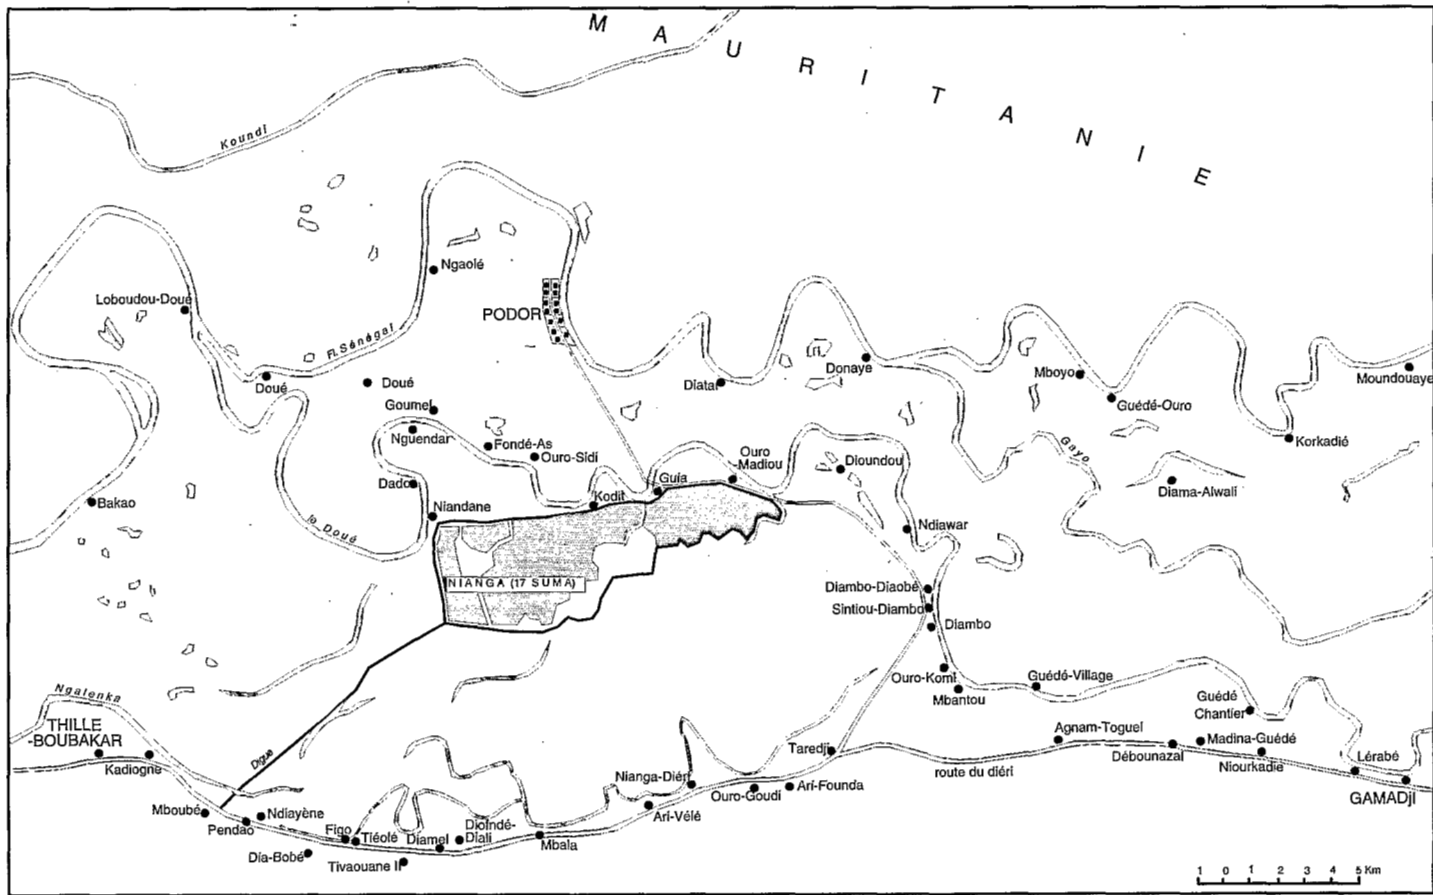 MAURITANIE
Koundi
Ngaolé
Loboudou-Doué
PODOR
Fl. Sénégal
Doué
Doué
Goumel
Diatar
Donaye
Mboyo
Guédé-Ouro
Moundouaye
Korkadié
Nguendar
Fondé-As
Ouro-Sidi
Ouro
Madiou
Dioundou
Gayo
Diama-Alwali
Bakao
Dado
Guia
Kodit
Niandane
le Doué
Ndiawar
NIANGA (17 SUMA)
Diambo-Diaobé
Sintiou-Diambo
Diambo
Ouro-Komi
Mbantou
Guédé-Village
Guédé
Chantier
Ngalenka
THILLE
-BOUBAKAR
Kadiogne
Digue
Taredji
Agnam-Toguel
Débounazal
Madina-Guédé
Niourkadie
Lérabé
route du diéri
GAMADjI
Nianga-Diéri
Ouro-Goudi
Ari-Founda
Ari-Vélé
Mboubé
Pendao
Ndiayène
Figo
Tiéolé
Diamel
Dioindé-
Diali
Mbala
Dia-Bobé
Tivaouane II
1 0 1 2 3 4 5 Km